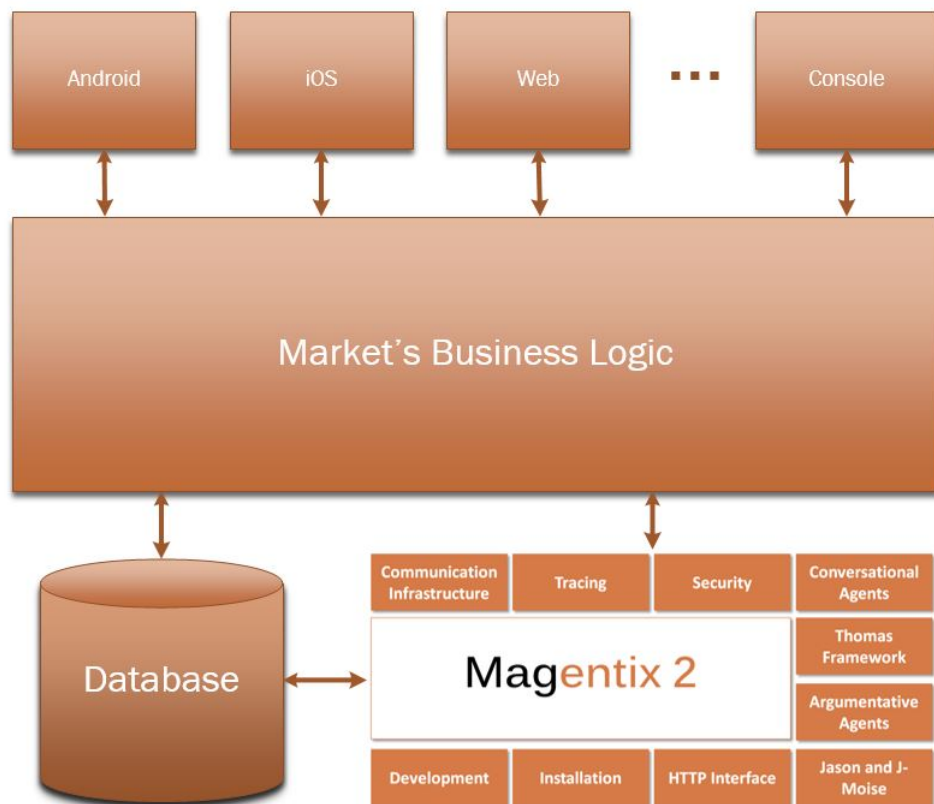 Android
iOS
Web
...
Console
Market's Business Logic
Database
Communication
Infrastructure
Tracing
Security
Conversational
Agents
Magentix 2
Thomas
Framework
Argumentative
Agents
Development
Installation
HTTP Interface
Jason and J-
Moise